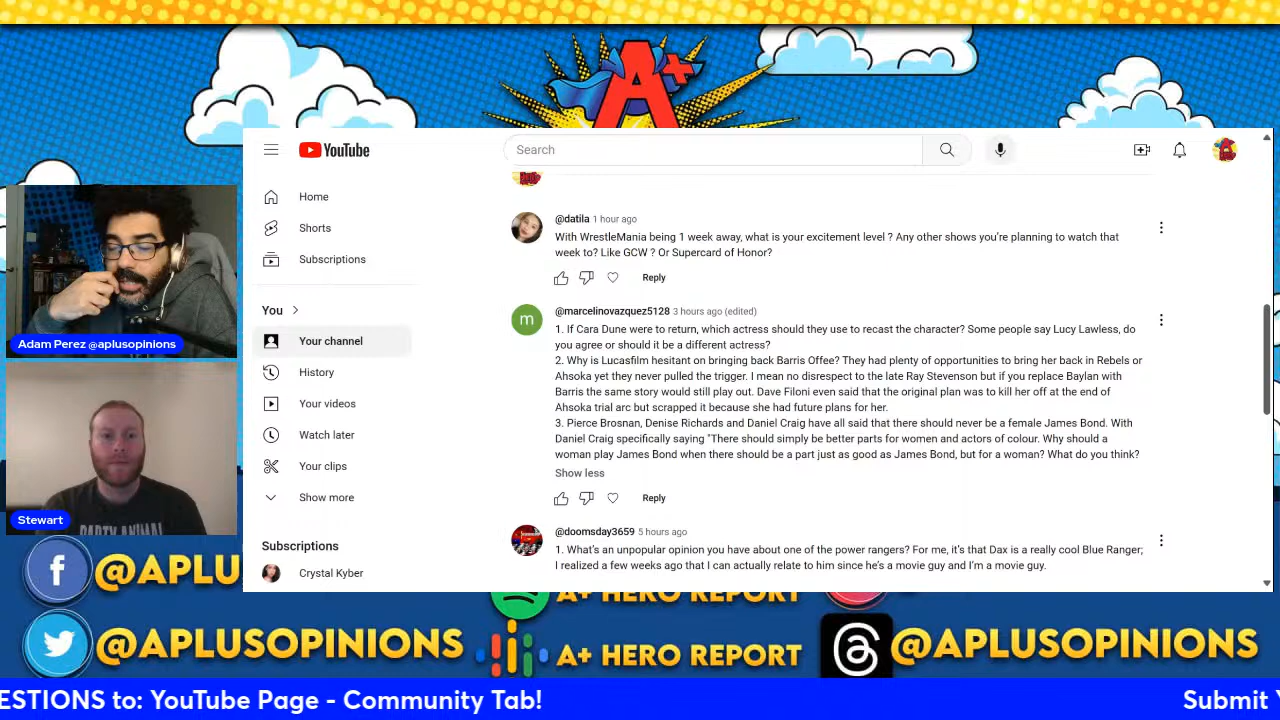 A+
YouTube
Search
Home
Shorts
Subscriptions
You
Your channel
History
Your videos
Watch later
Your clips
Show more
Subscriptions
Crystal Kyber
@datila 1 hour ago
With WrestleMania being 1 week away, what is your excitement level ? Any other shows you’re planning to watch that
week to? Like GCW ? Or Supercard of Honor?
Reply
m
@marcelinovazquez5128 3 hours ago (edited)
1. If Cara Dune were to return, which actress should they use to recast the character? Some people say Lucy Lawless, do
you agree or should it be a different actress?
2. Why is Lucasfilm hesitant on bringing back Barris Offee? They had plenty of opportunities to bring her back in Rebels or
Ahsoka yet they never pulled the trigger. I mean no disrespect to the late Ray Stevenson but if you replace Baylan with
Barris the same story would still play out. Dave Filoni even said that the original plan was to kill her off at the end of
Ahsoka trial arc but scrapped it because she had future plans for her.
3. Pierce Brosnan, Denise Richards and Daniel Craig have all said that there should never be a female James Bond. With
Daniel Craig specifically saying "There should simply be better parts for women and actors of colour. Why should a
woman play James Bond when there should be a part just as good as James Bond, but for a woman? What do you think?
Show less
Reply
@doomsday3659 5 hours ago
1. What’s an unpopular opinion you have about one of the power rangers? For me, it’s that Dax is a really cool Blue Ranger;
I realized a few weeks ago that I can actually relate to him since he’s a movie guy and I’m a movie guy.
Adam Perez @aplusopinions
Stewart
PARTY ANIMAL
@APLU
A+ HERO REPORT
@APLUSOPINIONS
A+ HERO REPORT
@APLUSOPINIONS
ESTIONS to: YouTube Page - Community Tab!
Submit